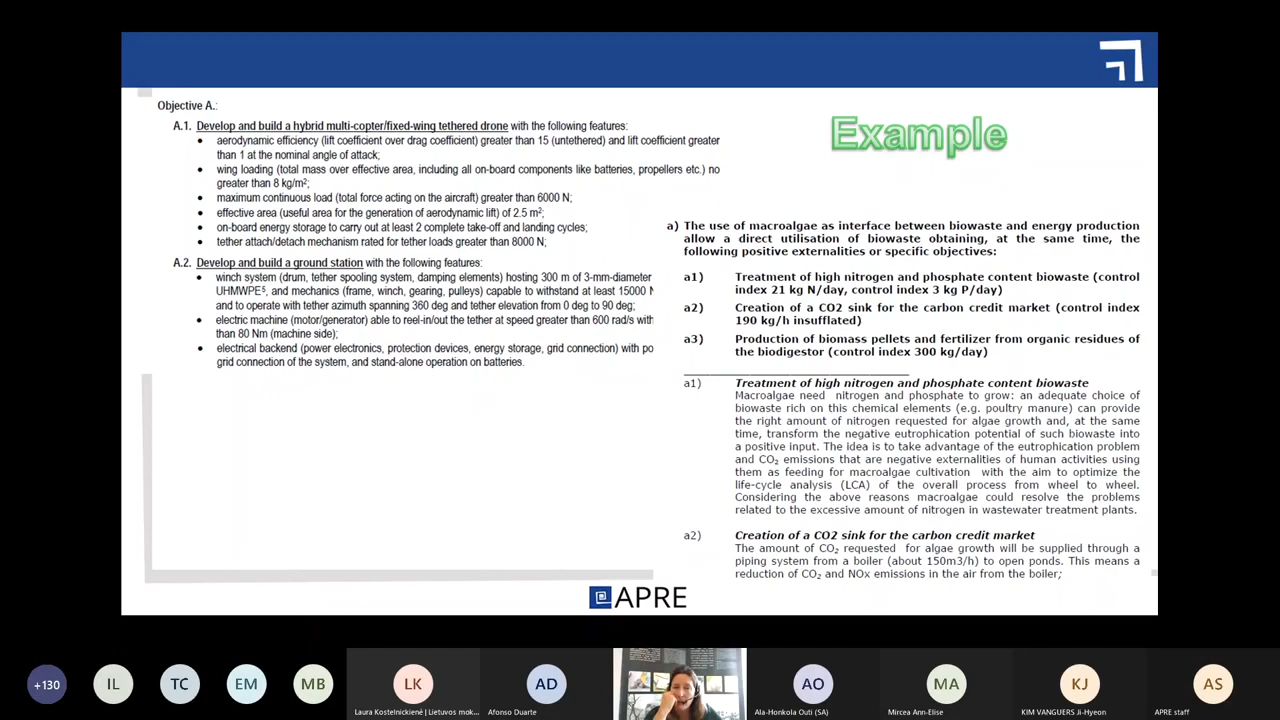 Objective A.:
A.1. Develop and build a hybrid multi-copter/fixed-wing tethered drone with the following features:
• aerodynamic efficiency (lift coefficient over drag coefficient) greater than 15 (untethered) and lift coefficient greater
than 1 at the nominal angle of attack;
• wing loading (total mass over effective area, including all on-board components like batteries, propellers etc.) no
greater than 8 kg/m²;
• maximum continuous load (total force acting on the aircraft) greater than 6000 N;
• effective area (useful area for the generation of aerodynamic lift) of 2.5 m²;
• on-board energy storage to carry out at least 2 complete take-off and landing cycles;
• tether attach/detach mechanism rated for tether loads greater than 8000 N;
A.2. Develop and build a ground station with the following features:
• winch system (drum, tether spooling system, damping elements) hosting 300 m of 3-mm-diameter
UHMWPE⁵, and mechanics (frame, winch, gearing, pulleys) capable to withstand at least 15000 N
and to operate with tether azimuth spanning 360 deg and tether elevation from 0 deg to 90 deg;
• electric machine (motor/generator) able to reel-in/out the tether at speed greater than 600 rad/s with
than 80 Nm (machine side);
• electrical backend (power electronics, protection devices, energy storage, grid connection) with po
grid connection of the system, and stand-alone operation on batteries.
Example
a) The use of macroalgae as interface between biowaste and energy production
allow a direct utilisation of biowaste obtaining, at the same time, the
following positive externalities or specific objectives:
a1) Treatment of high nitrogen and phosphate content biowaste (control
index 21 kg N/day, control index 3 kg P/day)
a2) Creation of a CO2 sink for the carbon credit market (control index
190 kg/h insufflated)
a3) Production of biomass pellets and fertilizer from organic residues of
the biodigestor (control index 300 kg/day)
a1) Treatment of high nitrogen and phosphate content biowaste
Macroalgae need nitrogen and phosphate to grow: an adequate choice of
biowaste rich on this chemical elements (e.g. poultry manure) can provide
the right amount of nitrogen requested for algae growth and, at the same
time, transform the negative eutrophication potential of such biowaste into
a positive input. The idea is to take advantage of the eutrophication problem
and CO₂ emissions that are negative externalities of human activities using
them as feeding for macroalgae cultivation with the aim to optimize the
life-cycle analysis (LCA) of the overall process from wheel to wheel.
Considering the above reasons macroalgae could resolve the problems
related to the excessive amount of nitrogen in wastewater treatment plants.
a2) Creation of a CO2 sink for the carbon credit market
The amount of CO₂ requested for algae growth will be supplied through a
piping system from a boiler (about 150m3/h) to open ponds. This means a
reduction of CO₂ and NOx emissions in the air from the boiler;
APRE
+130
IL
TC
EM
MB
LK
AD
AO
MA
KJ
AS
Laura Kostelnickienė | Lietuvos mok...
Afonso Duarte
Ala-Honkola Outi (SA)
Mircea Ann-Elise
KIM VANGUERS Ji-Hyeon
APRE staff